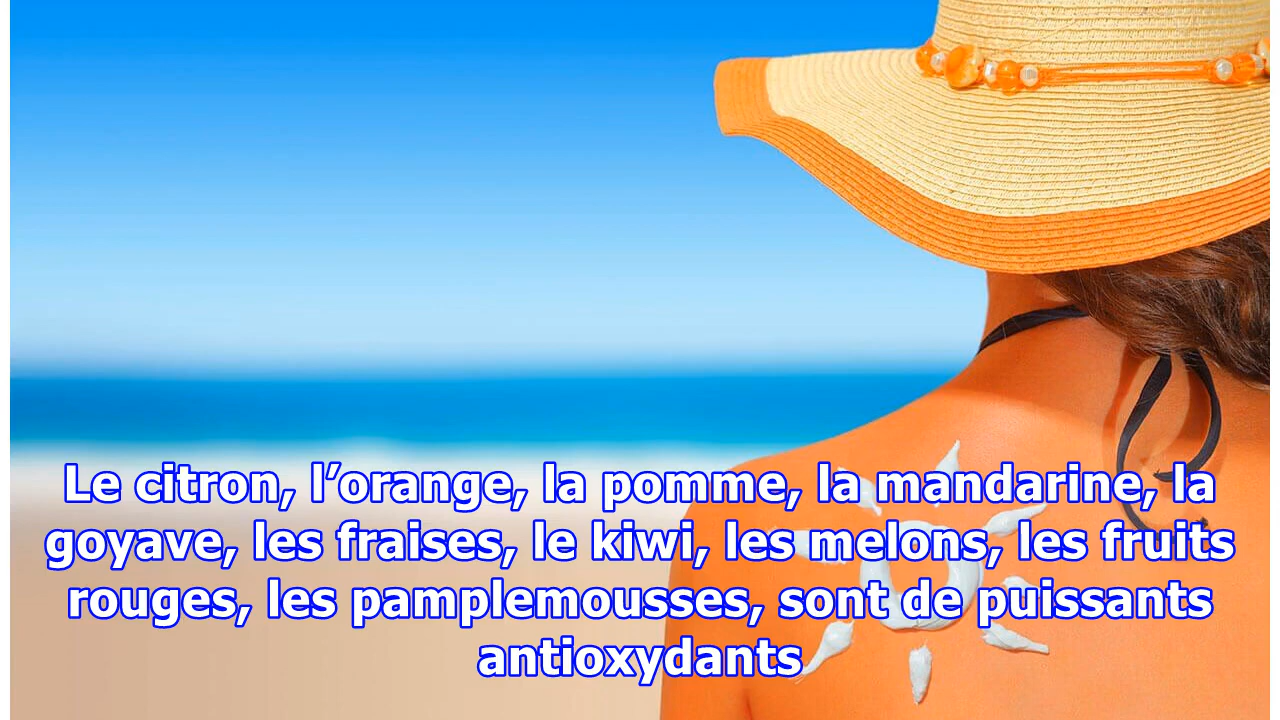 Le citron, l’orange, la pomme, la mandarine, la
goyave, les fraises, le kiwi, les melons, les fruits
rouges, les pamplemousses, sont de puissants
antioxydants